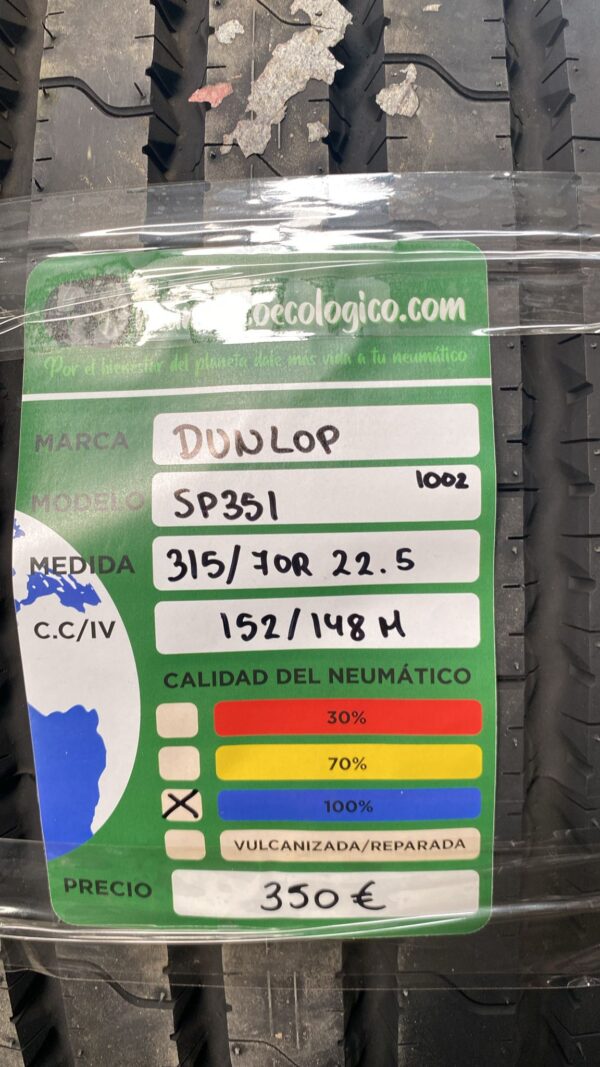 oecologico.com
Por el bienestar del planeta dale más vida a tu neumático
MARCA DUNLOP
MODELO SP351 1002
MEDIDA 315/70R 22.5
C.C/IV 152/148 M
CALIDAD DEL NEUMÁTICO
30%
70%
X 100%
VULCANIZADA/REPARADA
PRECIO 350 €